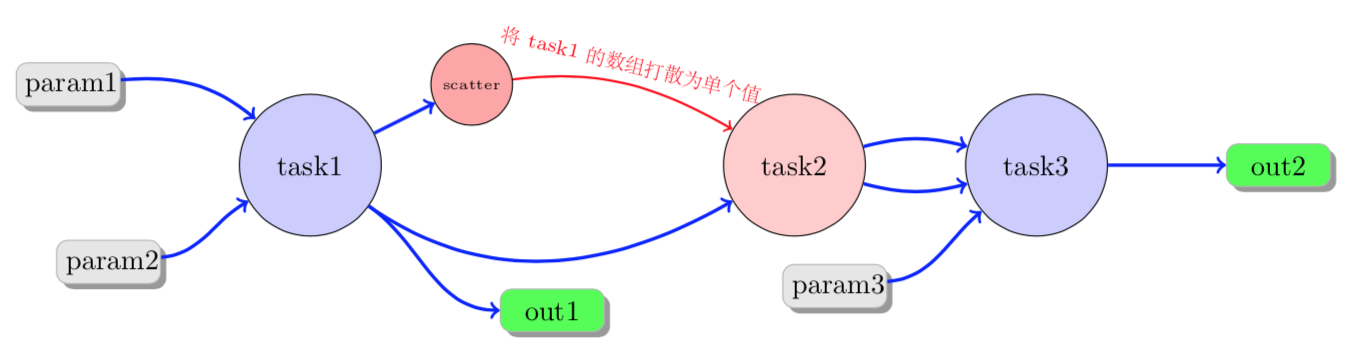 param1
param2
task1
scatter
将 task1 的数组打散为单个值
out1
task2
param3
task3
out2